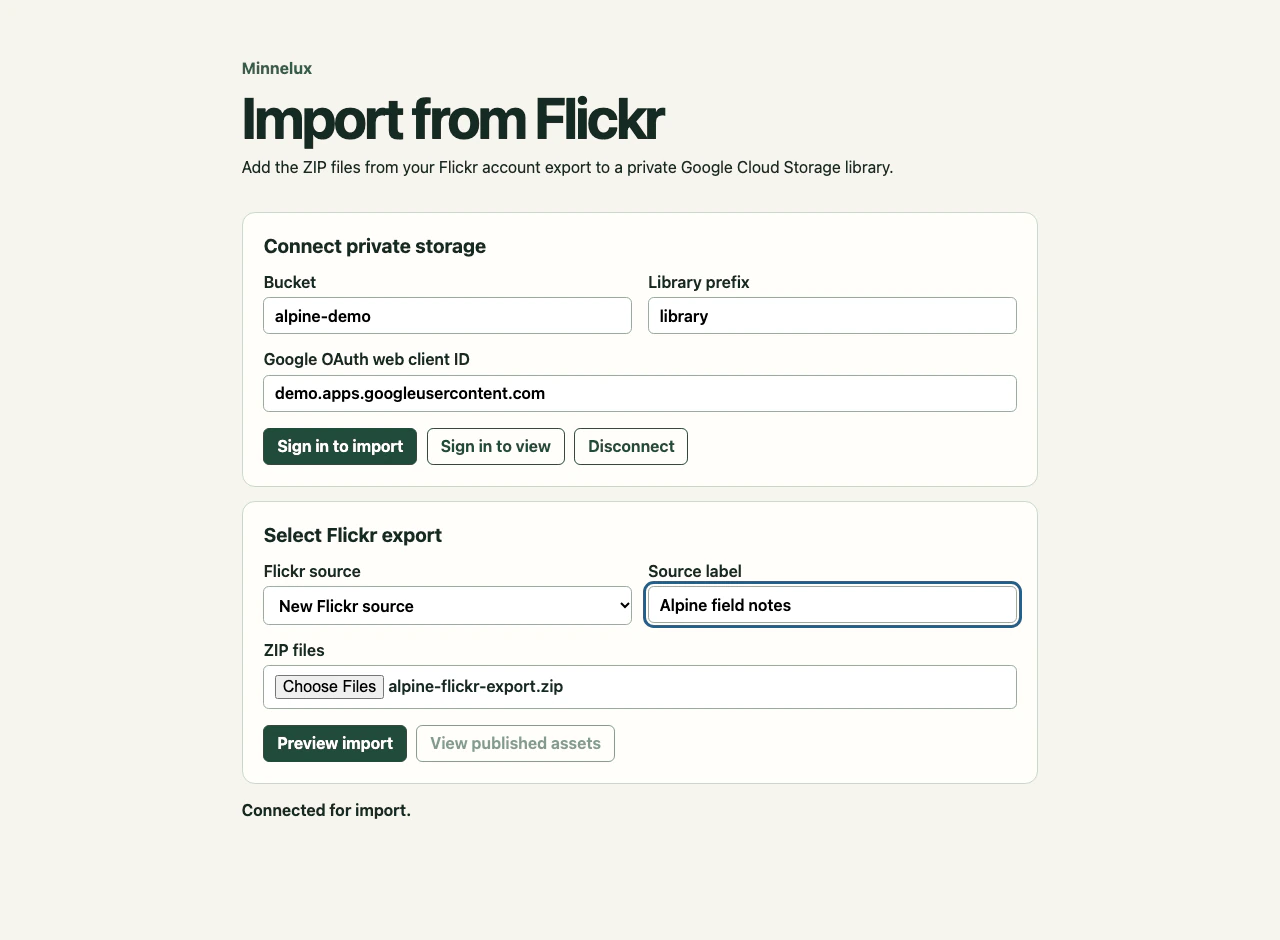 Minnelux
Import from Flickr
Add the ZIP files from your Flickr account export to a private Google Cloud Storage library.
Connect private storage
Bucket
Library prefix
alpine-demo
library
Google OAuth web client ID
demo.apps.googleusercontent.com
Sign in to import
Sign in to view
Disconnect
Select Flickr export
Flickr source
Source label
New Flickr source
Alpine field notes
ZIP files
Choose Files alpine-flickr-export.zip
Preview import
View published assets
Connected for import.